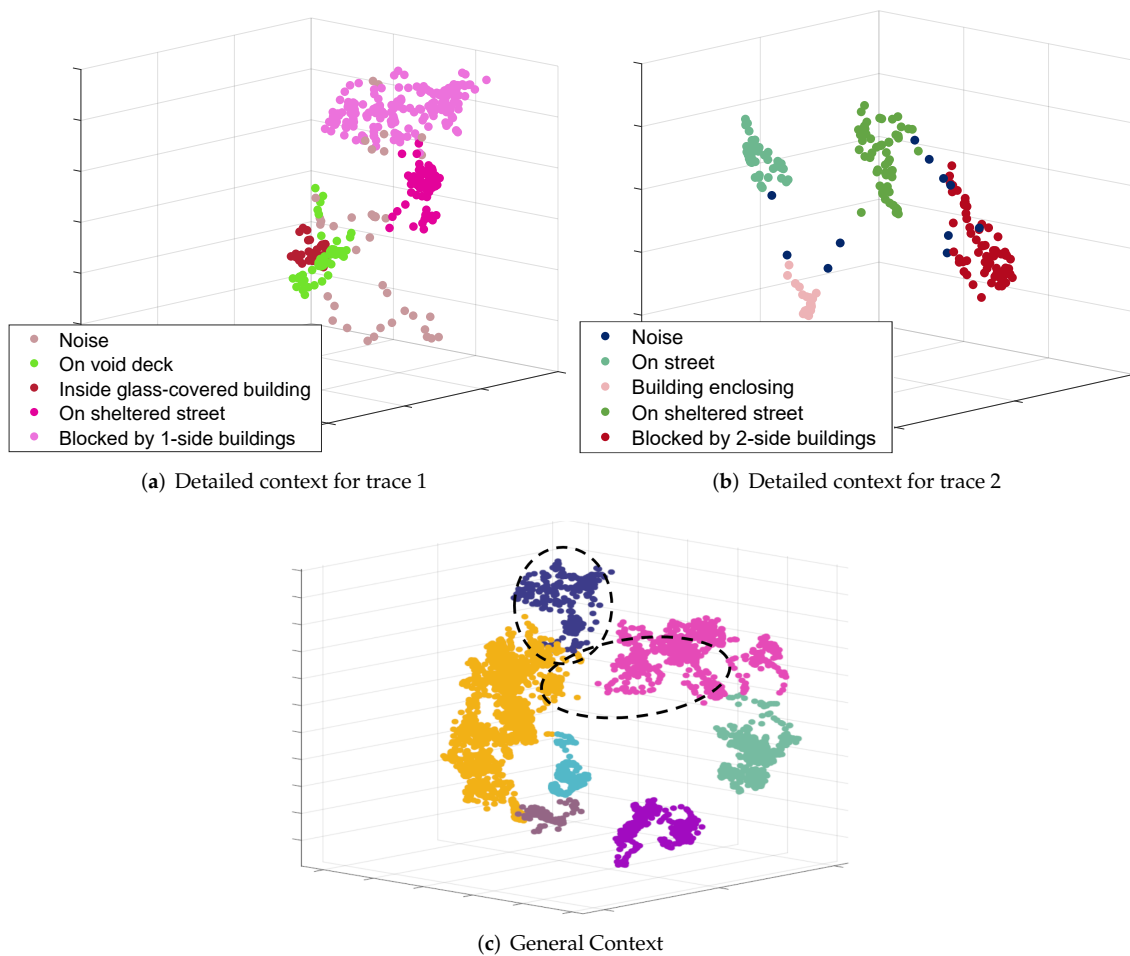 Noise
On void deck
Inside glass-covered building
On sheltered street
Blocked by 1-side buildings
(a) Detailed context for trace 1
Noise
On street
Building enclosing
On sheltered street
Blocked by 2-side buildings
(b) Detailed context for trace 2
(c) General Context